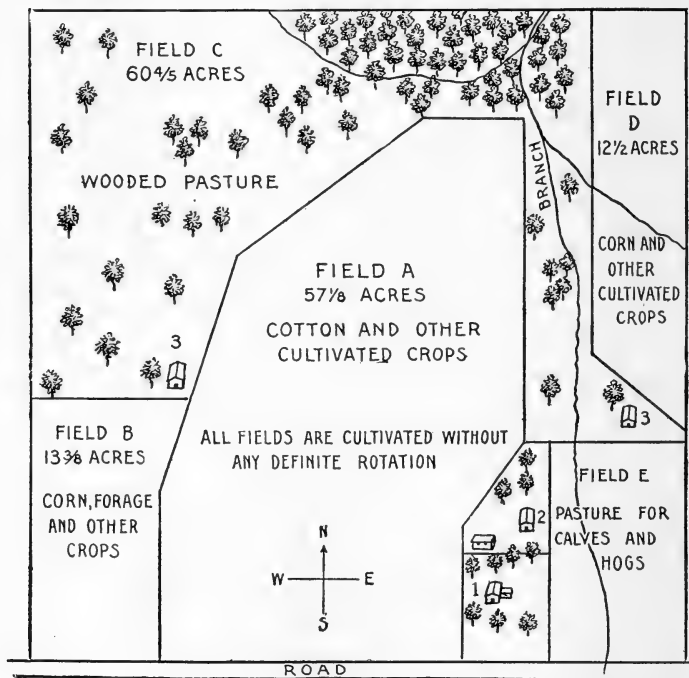 FIELD C
60 4/5 ACRES
WOODED PASTURE
3
FIELD
D
12 1/2 ACRES
CORN AND
OTHER
CULTIVATED
CROPS
BRANCH
FIELD A
57 1/8 ACRES
COTTON AND OTHER
CULTIVATED CROPS
ALL FIELDS ARE CULTIVATED WITHOUT
ANY DEFINITE ROTATION
3
FIELD B
13 3/8 ACRES
CORN, FORAGE
AND OTHER
CROPS
N
W
E
S
2
1
FIELD E
PASTURE FOR
CALVES AND
HOGS
ROAD